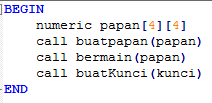 BEGIN
numeric papan[4][4]
call buatpapan(papan)
call bermain(papan)
call buatKunci(kunci)
END